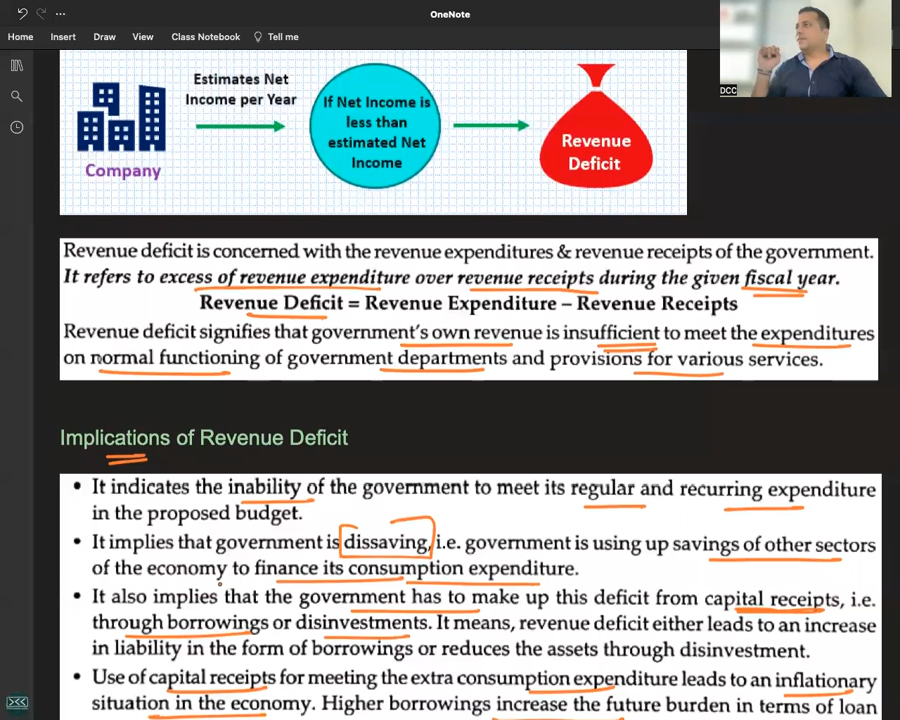 OneNote
Home Insert Draw View Class Notebook Tell me
DCC
Estimates Net
Income per Year
Company
If Net Income is
less than
estimated Net
Income
Revenue
Deficit
Revenue deficit is concerned with the revenue expenditures & revenue receipts of the government.
It refers to excess of revenue expenditure over revenue receipts during the given fiscal year.
Revenue Deficit = Revenue Expenditure – Revenue Receipts
Revenue deficit signifies that government's own revenue is insufficient to meet the expenditures
on normal functioning of government departments and provisions for various services.
Implications of Revenue Deficit
• It indicates the inability of the government to meet its regular and recurring expenditure
in the proposed budget.
• It implies that government is dissaving, i.e. government is using up savings of other sectors
of the economy to finance its consumption expenditure.
• It also implies that the government has to make up this deficit from capital receipts, i.e.
through borrowings or disinvestments. It means, revenue deficit either leads to an increase
in liability in the form of borrowings or reduces the assets through disinvestment.
• Use of capital receipts for meeting the extra consumption expenditure leads to an inflationary
situation in the economy. Higher borrowings increase the future burden in terms of loan